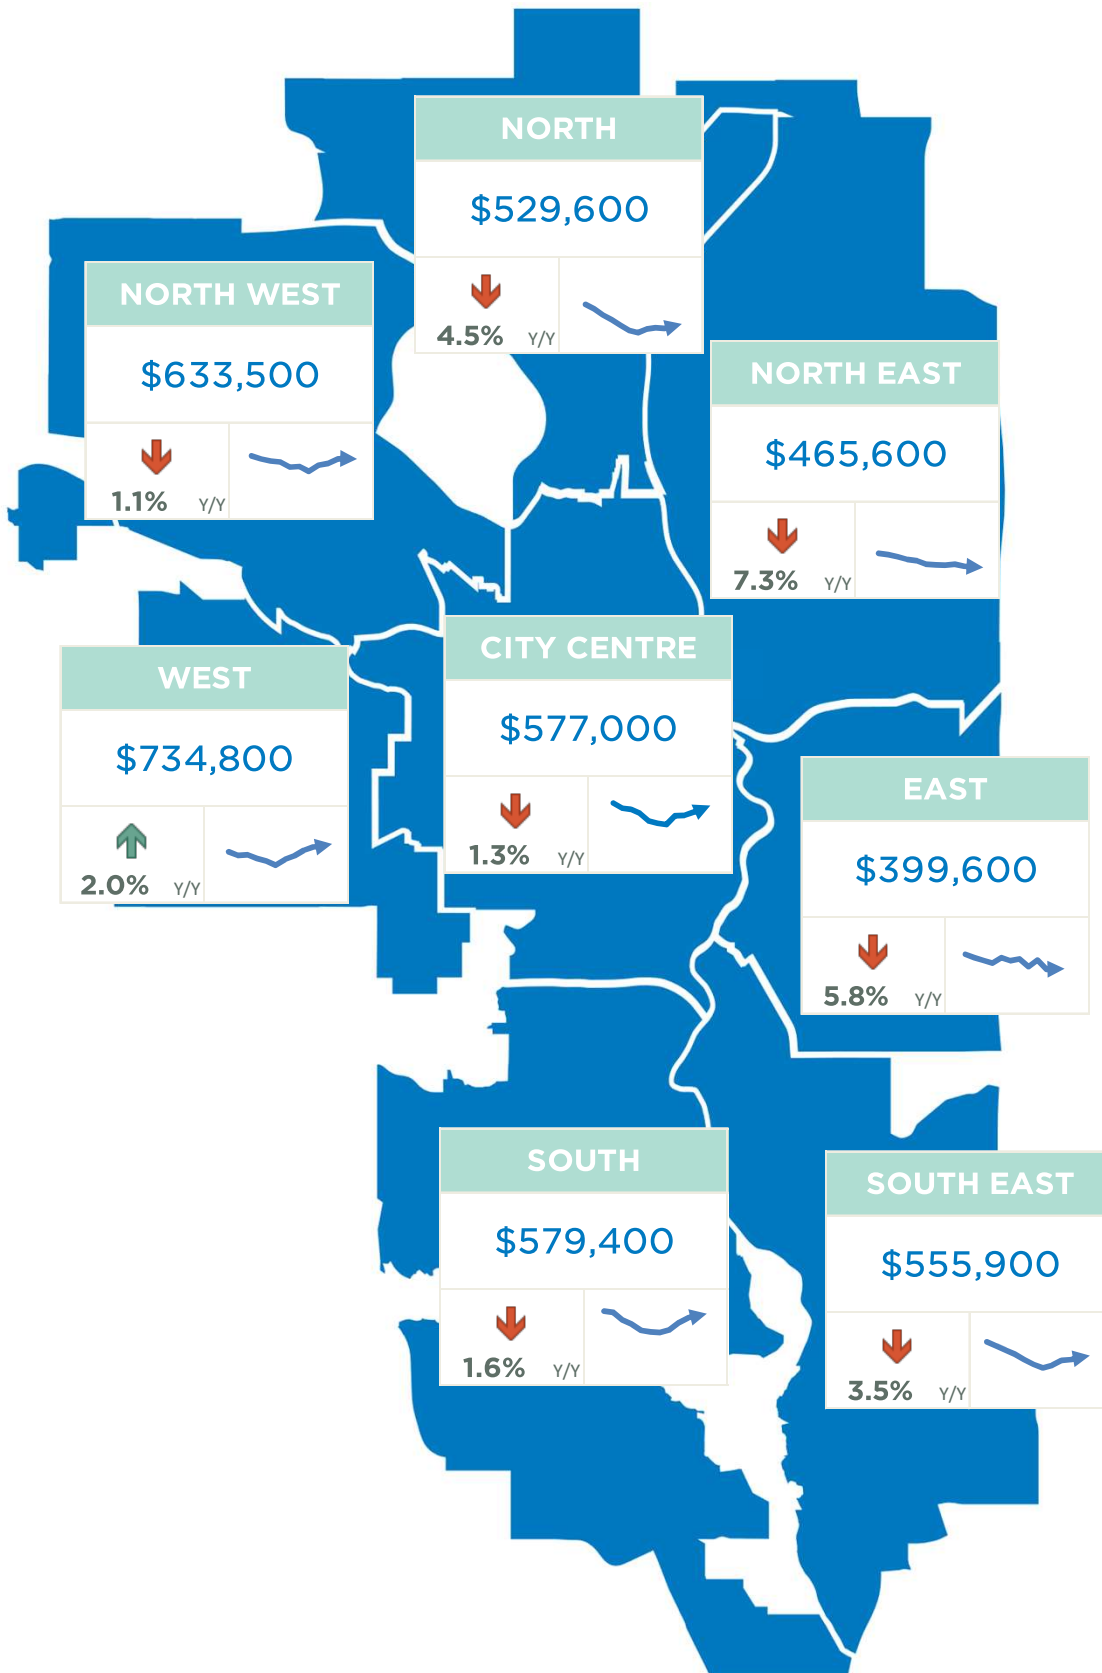 NORTH
$529,600
4.5% Y/Y
NORTH WEST
$633,500
1.1% Y/Y
NORTH EAST
$465,600
7.3% Y/Y
CITY CENTRE
$577,000
1.3% Y/Y
WEST
$734,800
2.0% Y/Y
EAST
$399,600
5.8% Y/Y
SOUTH
$579,400
1.6% Y/Y
SOUTH EAST
$555,900
3.5% Y/Y